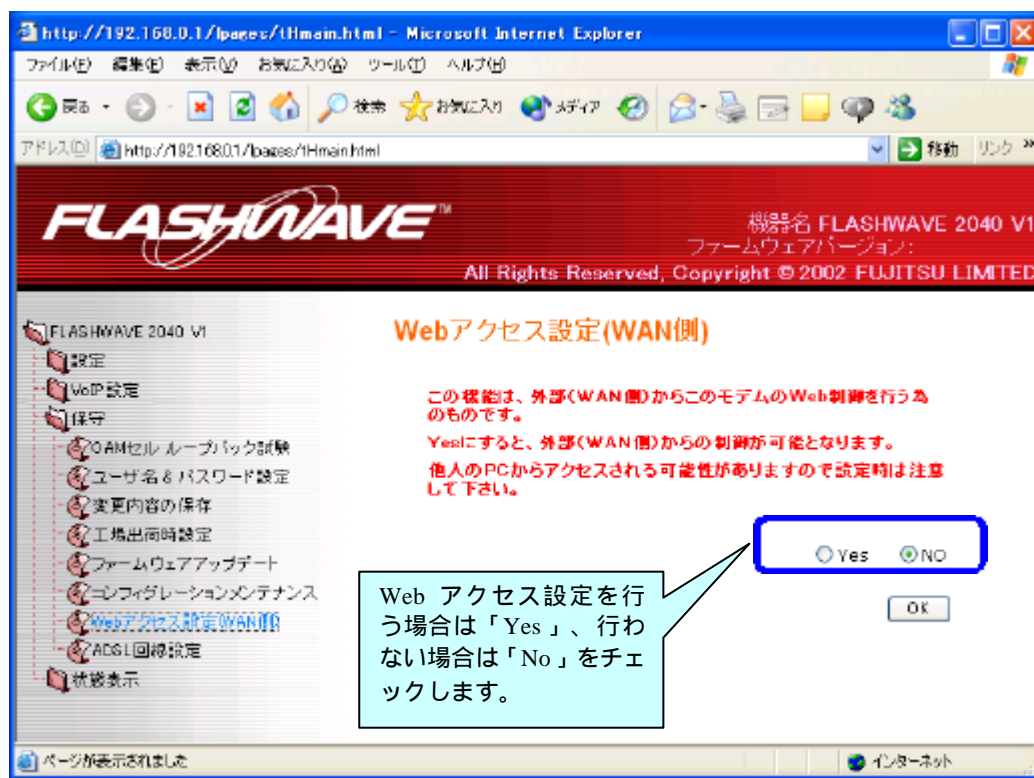 http://192.168.0.1/lpages/tHmain.html - Microsoft Internet Explorer
ファイル(F) 編集(E) 表示(V) お気に入り(A) ツール(T) ヘルプ(H)
戻る 検索 お気に入り メディア
アドレス(D) http://192.168.0.1/lpages/tHmain.html 移動 リンク »
FLASHWAVE™
機器名 FLASHWAVE 2040 V1
ファームウェアバージョン:
All Rights Reserved, Copyright © 2002 FUJITSU LIMITED
FLASHWAVE 2040 V1
設定
VoIP設定
保守
OAMセル ループバック試験
ユーザ名&パスワード設定
変更内容の保存
工場出荷時設定
ファームウェアアップデート
コンフィグレーションメンテナンス
Webアクセス設定(WAN側)
ADSL回線設定
状態表示
Webアクセス設定(WAN側)
この機能は、外部(WAN側)からこのモデムのWeb制御を行う為
のものです。
Yesにすると、外部(WAN側)からの制御が可能となります。
他人のPCからアクセスされる可能性がありますので設定時は注意
して下さい。
Yes NO
OK
Web アクセス設定を行
う場合は「Yes」、行わ
ない場合は「No」をチェ
ックします。
ページが表示されました インターネット